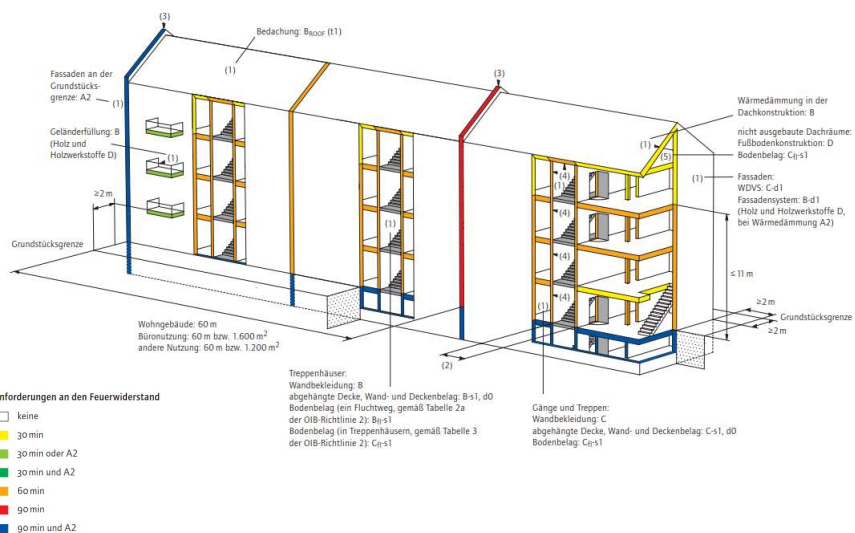 (3)
Bedachung: BROOF (t1)
(1)
Fassaden an der
Grundstücks-
grenze: A2
(1)
Geländerfüllung: B
(Holz und
Holzwerkstoffe D)
(1)
≥2 m
Grundstücksgrenze
(3)
Wärmedämmung in der
Dachkonstruktion: B
nicht ausgebaute Dachräume:
Fußbodenkonstruktion: D
Bodenbelag: Cfl-s1
(1)
(5)
(1)
Fassaden:
WDVS: C-d1
Fassadensystem: B-d1
(Holz und Holzwerkstoffe D,
bei Wärmedämmung A2)
(4)
(1)
(4)
(4)
(4)
(1)
(1)
≤ 11 m
≥2 m
Grundstücksgrenze
≥2 m
(2)
Wohngebäude: 60 m
Büronutzung: 60 m bzw. 1.600 m²
andere Nutzung: 60 m bzw. 1.200 m²
Treppenhäuser:
Wandbekleidung: B
abgehängte Decke, Wand- und Deckenbelag: B-s1, d0
Bodenbelag (ein Fluchtweg, gemäß Tabelle 2a
der OIB-Richtlinie 2): Bfl-s1
Bodenbelag (in Treppenhäusern, gemäß Tabelle 3
der OIB-Richtlinie 2): Cfl-s1
Gänge und Treppen:
Wandbekleidung: C
abgehängte Decke, Wand- und Deckenbelag: C-s1, d0
Bodenbelag: Cfl-s1
nforderungen an den Feuerwiderstand
keine
30 min
30 min oder A2
30 min und A2
60 min
90 min
90 min und A2